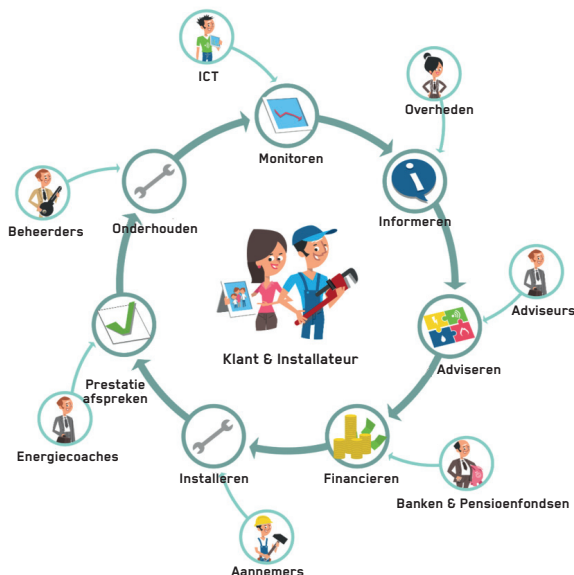 ICT
Overheden
Monitoren
Informeren
Beheerders
Onderhouden
Adviseurs
Klant & Installateur
Adviseren
Prestatie
afspreken
Energiecoaches
Installeren
Financieren
Banken & Pensioenfondsen
Aannemers